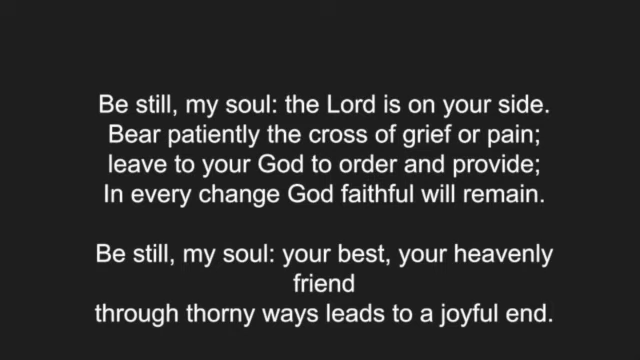 Be still, my soul: the Lord is on your side.
Bear patiently the cross of grief or pain;
leave to your God to order and provide;
In every change God faithful will remain.
Be still, my soul: your best, your heavenly
friend
through thorny ways leads to a joyful end.